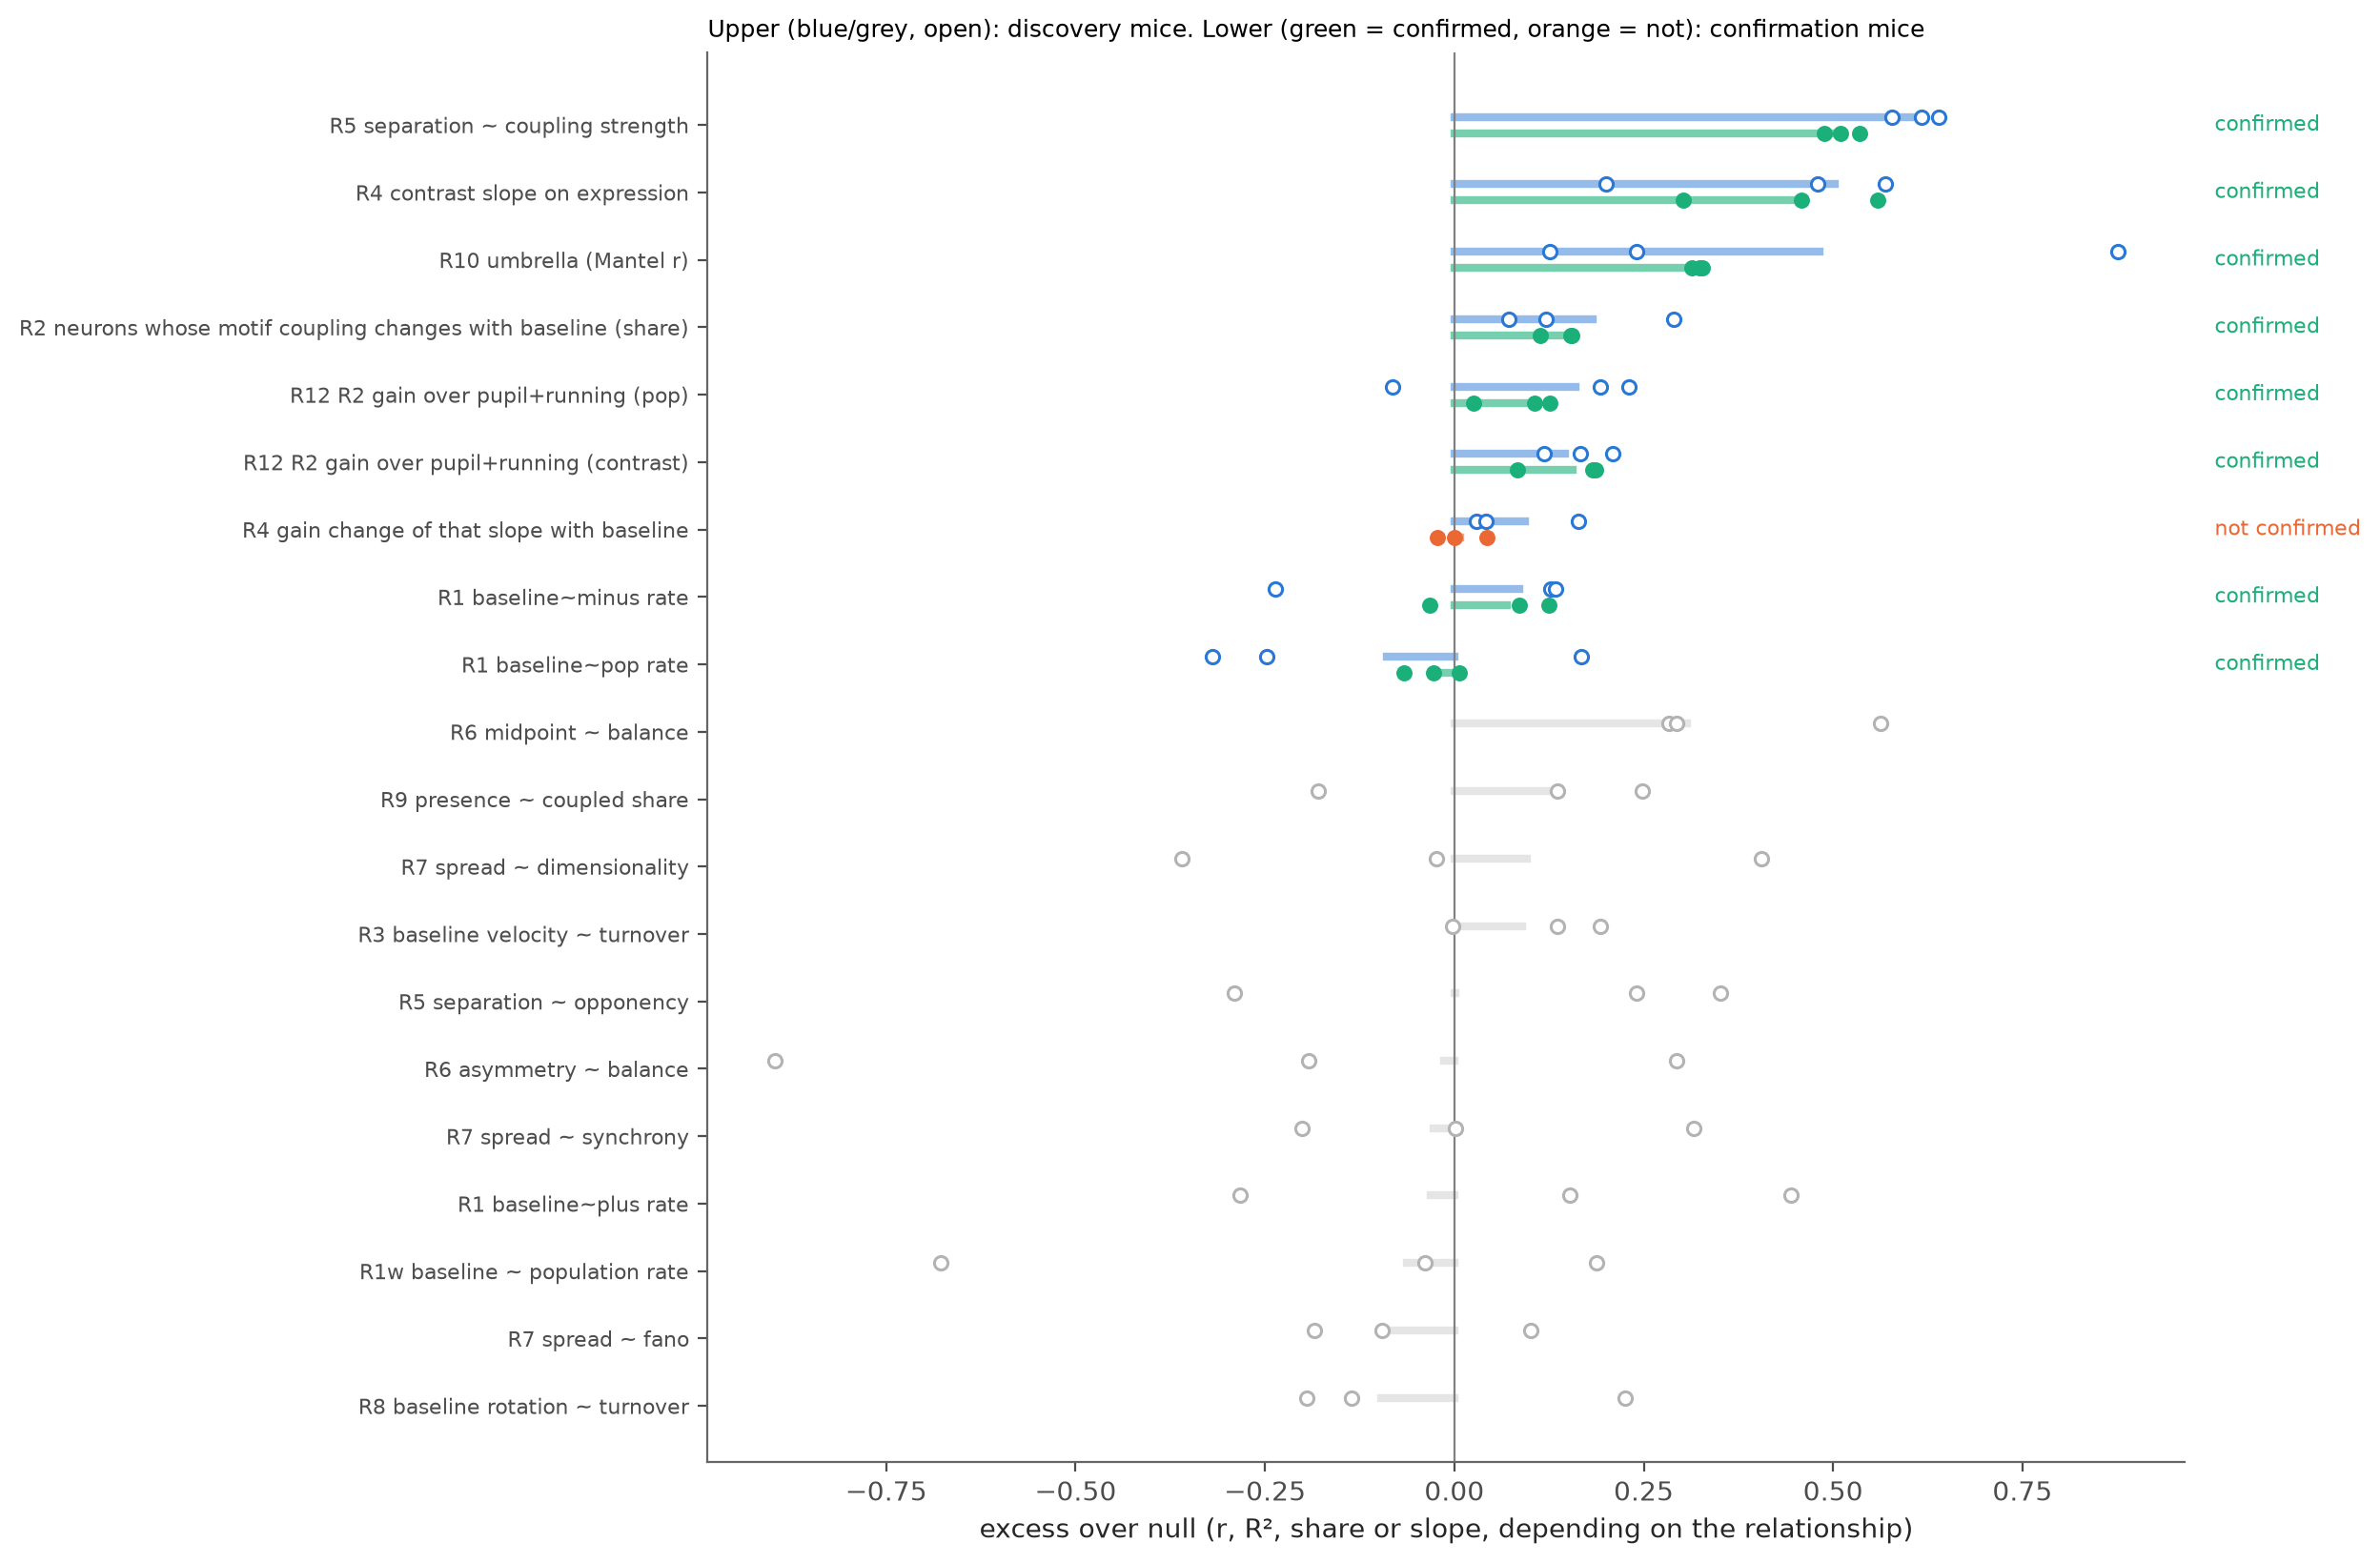 Upper (blue/grey, open): discovery mice. Lower (green = confirmed, orange = not): confirmation mice
R5 separation ~ coupling strength
confirmed
R4 contrast slope on expression
confirmed
R10 umbrella (Mantel r)
confirmed
R2 neurons whose motif coupling changes with baseline (share)
confirmed
R12 R2 gain over pupil+running (pop)
confirmed
R12 R2 gain over pupil+running (contrast)
confirmed
R4 gain change of that slope with baseline
not confirmed
R1 baseline~minus rate
confirmed
R1 baseline~pop rate
confirmed
R6 midpoint ~ balance
R9 presence ~ coupled share
R7 spread ~ dimensionality
R3 baseline velocity ~ turnover
R5 separation ~ opponency
R6 asymmetry ~ balance
R7 spread ~ synchrony
R1 baseline~plus rate
R1w baseline ~ population rate
R7 spread ~ fano
R8 baseline rotation ~ turnover
−0.75 −0.50 −0.25 0.00 0.25 0.50 0.75
excess over null (r, R², share or slope, depending on the relationship)